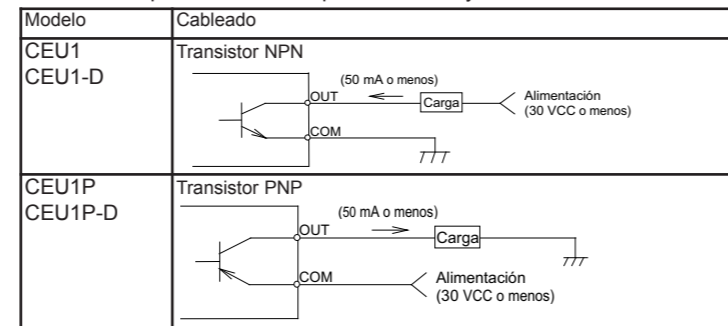 Modelo Cableado
CEU1
CEU1-D
Transistor NPN
(50 mA o menos)
OUT
Carga
Alimentación
(30 VCC o menos)
COM
CEU1P
CEU1P-D
Transistor PNP
(50 mA o menos)
OUT
Carga
COM
Alimentación
(30 VCC o menos)